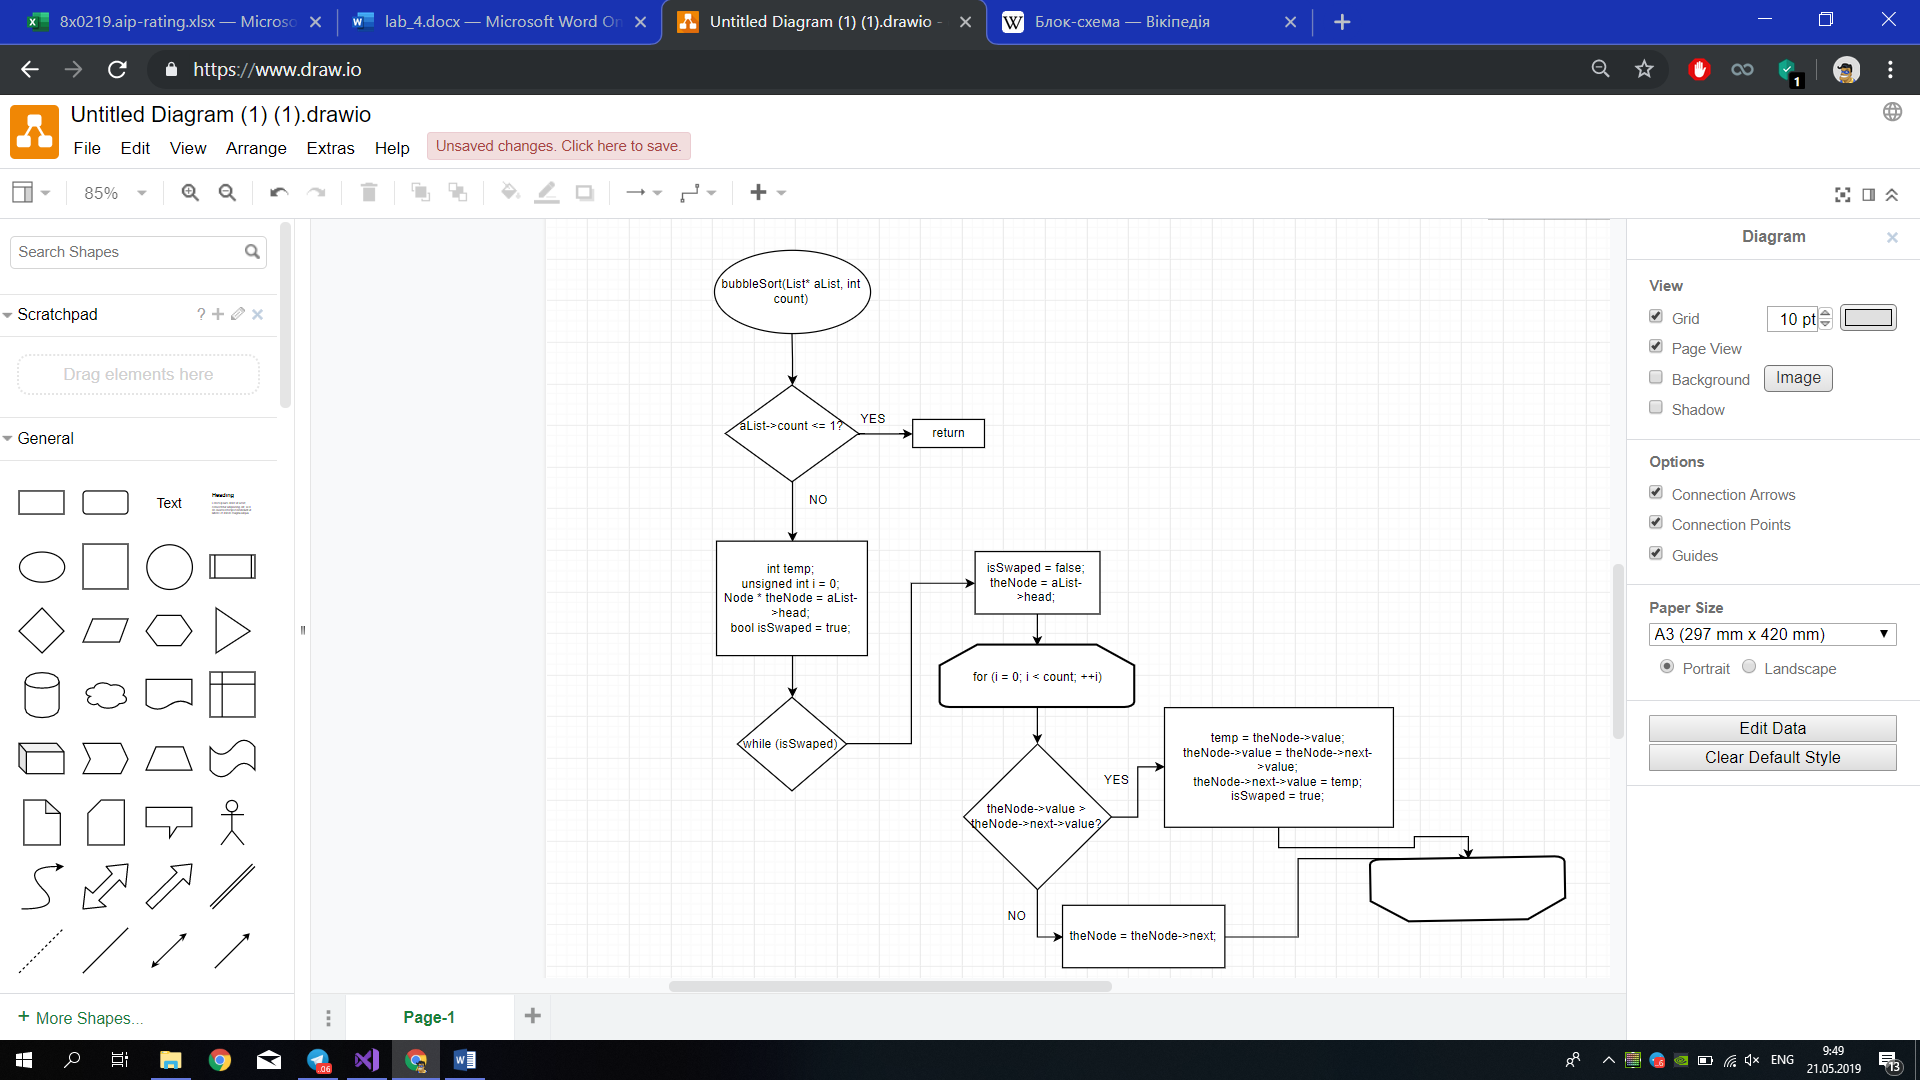 8x0219.aip-rating.xlsx — Microso
lab_4.docx — Microsoft Word On
Untitled Diagram (1) (1).drawio -
Блок-схема — Вікіпедія
https://www.draw.io
1
Untitled Diagram (1) (1).drawio
File Edit View Arrange Extras Help
Unsaved changes. Click here to save.
85%
Search Shapes
Scratchpad
?
Drag elements here
General
Text
Heading
More Shapes...
bubbleSort(List* aList, int
count)
aList->count <= 1?
YES
return
NO
int temp;
unsigned int i = 0;
Node * theNode = aList-
>head;
bool isSwaped = true;
while (isSwaped)
isSwaped = false;
theNode = aList-
>head;
for (i = 0; i < count; ++i)
theNode->value >
theNode->next->value?
YES
temp = theNode->value;
theNode->value = theNode->next-
>value;
theNode->next->value = temp;
isSwaped = true;
NO
theNode = theNode->next;
Page-1
Diagram
View
Grid
10 pt
Page View
Background
Image
Shadow
Options
Connection Arrows
Connection Points
Guides
Paper Size
A3 (297 mm x 420 mm)
Portrait
Landscape
Edit Data
Clear Default Style
ENG
9:49
21.05.2019
13